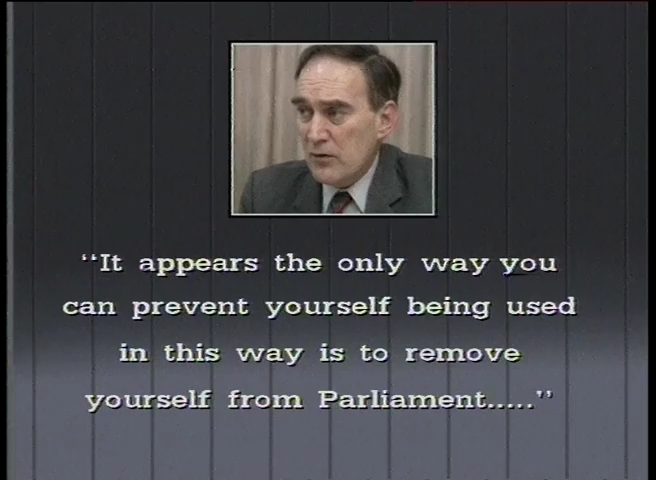 “It appears the only way you
can prevent yourself being used
in this way is to remove
yourself from Parliament.....”